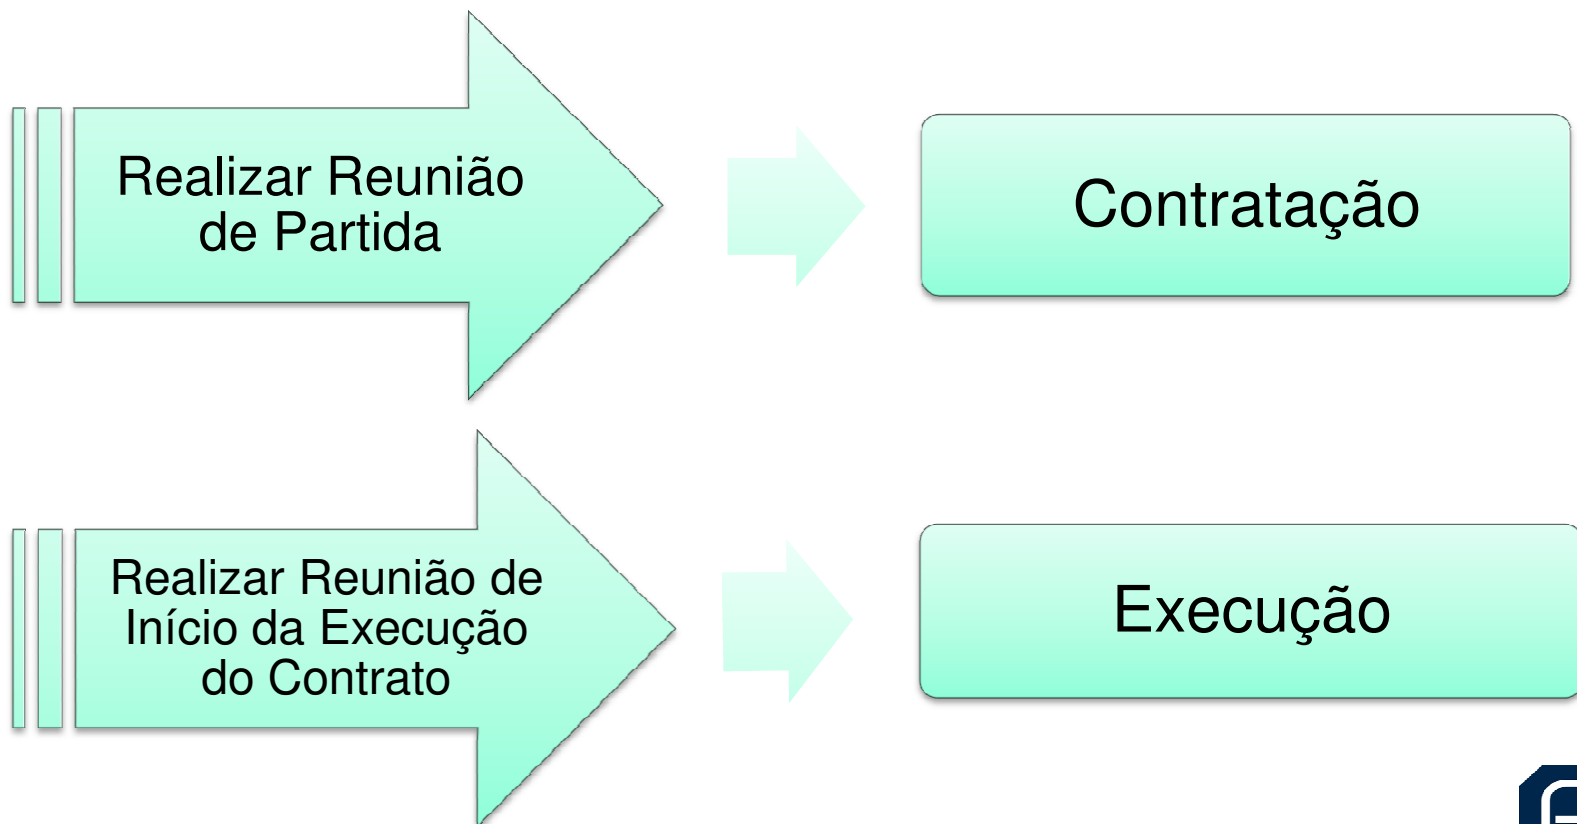 Realizar Reunião
de Partida
Contratação
Realizar Reunião de
Início da Execução
do Contrato
Execução